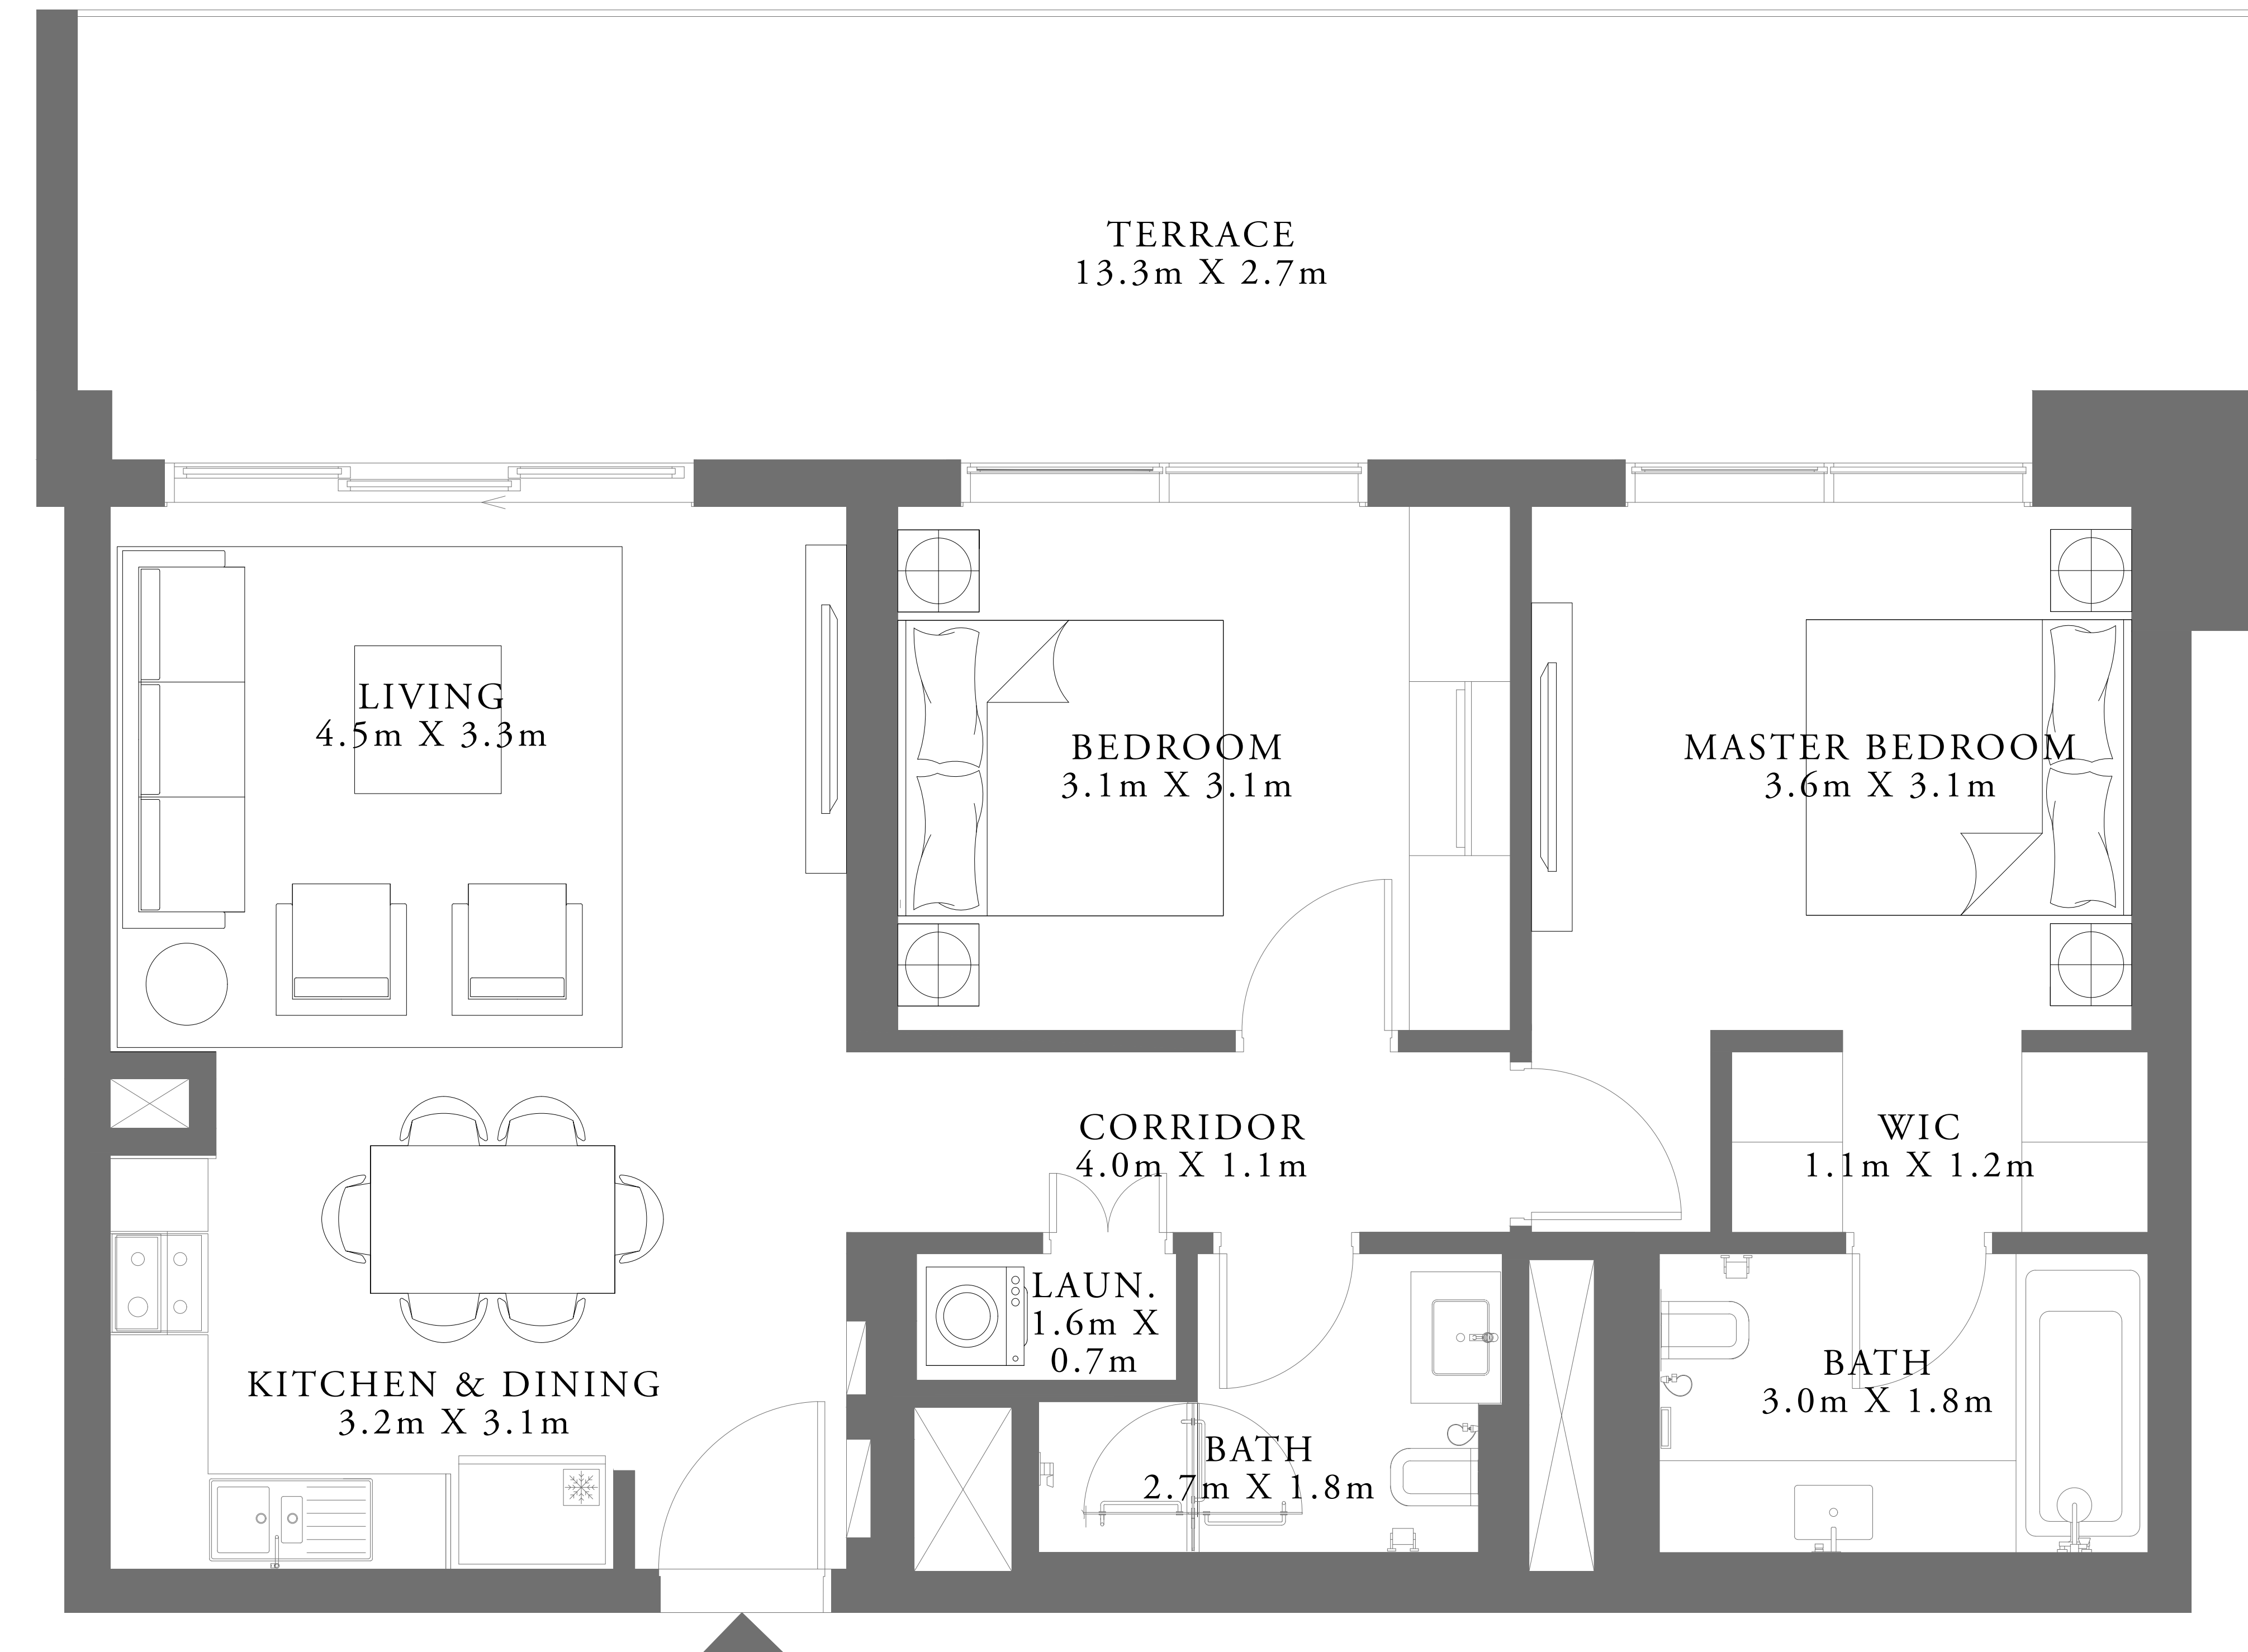 TERRACE
13.3m X 2.7m
LIVING
4.5m X 3.3m
BEDROOM
3.1m X 3.1m
MASTER BEDROOM
3.6m X 3.1m
CORRIDOR
4.0m X 1.1m
WIC
1.1m X 1.2m
LAUN.
1.6m X
0.7m
KITCHEN & DINING
3.2m X 3.1m
BATH
2.7m X 1.8m
BATH
3.0m X 1.8m